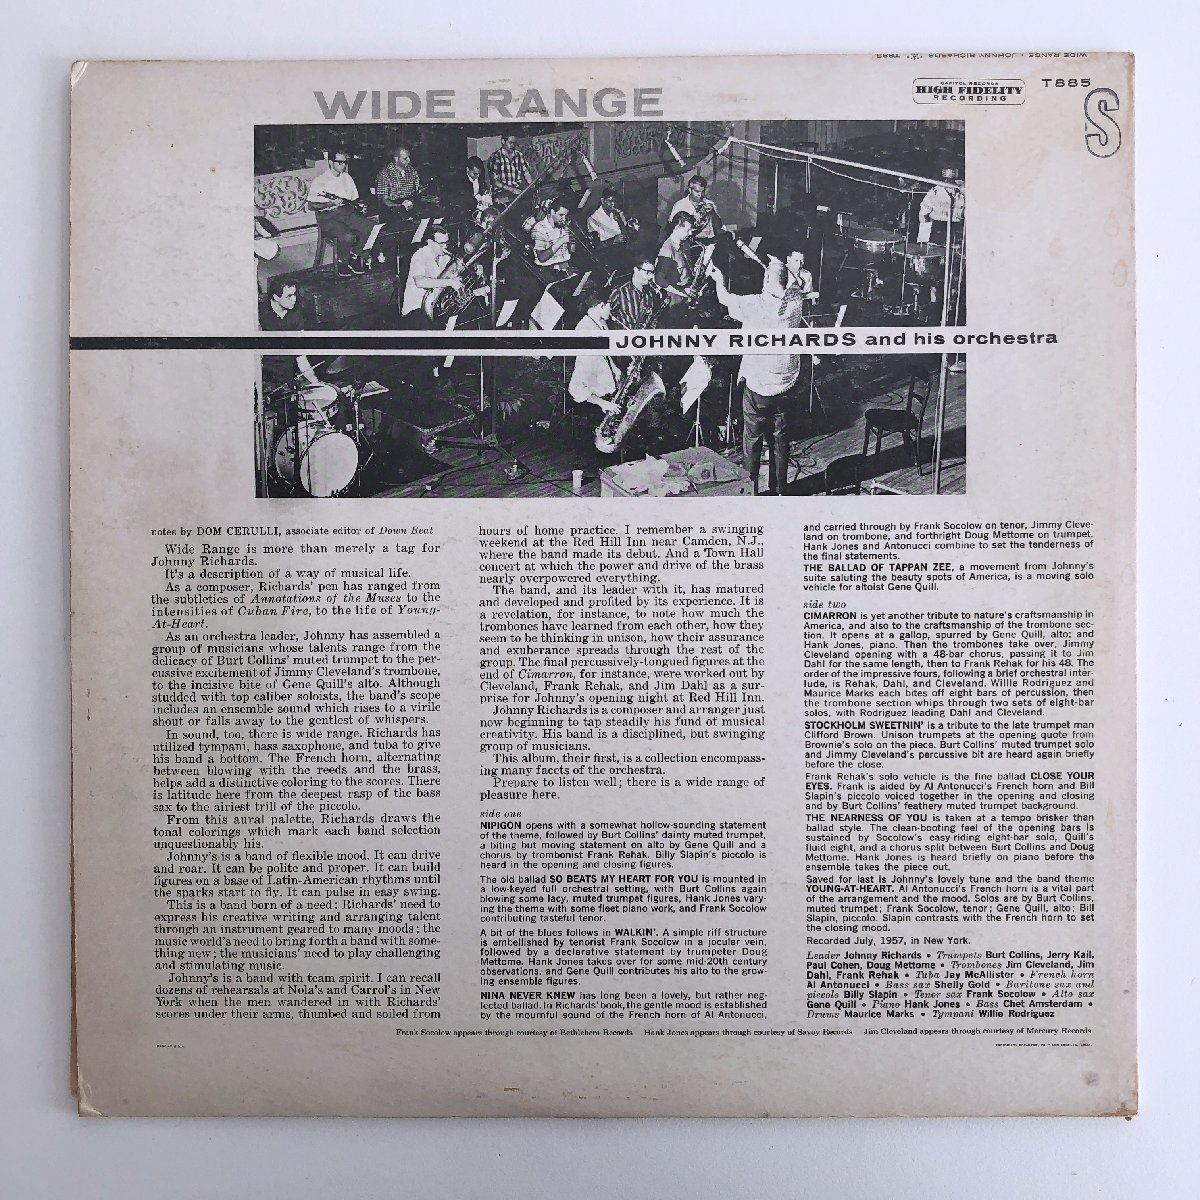 WIDE RANGE · JOHNNY RICHARDS · T885
CAPITOL RECORDS
HIGH FIDELITY
RECORDING
T885
S
WIDE RANGE
JOHNNY RICHARDS and his orchestra
notes by DOM CERULLI, associate editor of Down Beat
Wide Range is more than merely a tag for
Johnny Richards.
It's a description of a way of musical life.
As a composer, Richards' pen has ranged from
the subtleties of Annotations of the Muses to the
intensities of Cuban Fire, to the life of Young-
At-Heart.
As an orchestra leader, Johnny has assembled a
group of musicians whose talents range from the
delicacy of Burt Collins' muted trumpet to the per-
cussive excitement of Jimmy Cleveland's trombone,
to the incisive bite of Gene Quill's alto. Although
studded with top caliber soloists, the band's scope
includes an ensemble sound which rises to a virile
shout or falls away to the gentlest of whispers.
In sound, too, there is wide range. Richards has
utilized tympani, bass saxophone, and tuba to give
his band a bottom. The French horn, alternating
between blowing with the reeds and the brass,
helps add a distinctive coloring to the scores. There
is latitude here from the deepest rasp of the bass
sax to the airiest trill of the piccolo.
From this aural palette, Richards draws the
tonal colorings which mark each band selection
unquestionably his.
Johnny's is a band of flexible mood. It can drive
and roar. It can be polite and proper. It can build
figures on a base of Latin-American rhythms until
the sparks start to fly. It can pulse in easy swing.
This is a band born of a need: Richards' need to
express his creative writing and arranging talent
through an instrument geared to many moods; the
music world's need to bring forth a band with some-
thing new; the musicians' need to play challenging
and stimulating music.
Johnny's is a band with team spirit. I can recall
dozens of rehearsals at Nola's and Carrol's in New
York when the men wandered in with Richards'
scores under their arms, thumbed and soiled from
hours of home practice. I remember a swinging
weekend at the Red Hill Inn near Camden, N.J.,
where the band made its debut. And a Town Hall
concert at which the power and drive of the brass
nearly overpowered everything.
The band, and its leader with it, has matured
and developed and profited by its experience. It is
a revelation, for instance, to note how much the
trombones have learned from each other, how they
seem to be thinking in unison, how their assurance
and exuberance spreads through the rest of the
group. The final percussively-tongued figures at the
end of Cimarron, for instance, were worked out by
Cleveland, Frank Rehak, and Jim Dahl as a sur-
prise for Johnny's opening night at Red Hill Inn.
Johnny Richards is a composer and arranger just
now beginning to tap steadily his fund of musical
creativity. His band is a disciplined, but swinging
group of musicians.
This album, their first, is a collection encompass-
ing many facets of the orchestra.
Prepare to listen well; there is a wide range of
pleasure here.
side one
NIPIGON opens with a somewhat hollow-sounding statement
of the theme, followed by Burt Collins' dainty muted trumpet,
a biting but moving statement on alto by Gene Quill and a
chorus by trombonist Frank Rehak. Billy Slapin's piccolo is
heard in the opening and closing figures.
The old ballad SO BEATS MY HEART FOR YOU is mounted in
a low-keyed full orchestral setting, with Burt Collins again
blowing some lacy, muted trumpet figures, Hank Jones vary-
ing the theme with some fleet piano work, and Frank Socolow
contributing tasteful tenor.
A bit of the blues follows in WALKIN'. A simple riff structure
is embellished by tenorist Frank Socolow in a jocular vein,
followed by a declarative statement by trumpeter Doug
Mettome. Hank Jones takes over for some mid-20th century
observations, and Gene Quill contributes his alto to the grow-
ing ensemble figures.
NINA NEVER KNEW has long been a lovely, but rather neg-
lected ballad. In Richards' book, the gentle mood is established
by the mournful sound of the French horn of Al Antonucci,
and carried through by Frank Socolow on tenor, Jimmy Cleve-
land on trombone, and forthright Doug Mettome on trumpet.
Hank Jones and Antonucci combine to set the tenderness of
the final statements.
THE BALLAD OF TAPPAN ZEE, a movement from Johnny's
suite saluting the beauty spots of America, is a moving solo
vehicle for altoist Gene Quill.
side two
CIMARRON is yet another tribute to nature's craftsmanship in
America, and also to the craftsmanship of the trombone sec-
tion. It opens at a gallop, spurred by Gene Quill, alto; and
Hank Jones, piano. Then the trombones take over, Jimmy
Cleveland opening with a 48-bar chorus, passing it to Jim
Dahl for the same length, then to Frank Rehak for his 48. The
order of the impressive fours, following a brief orchestral inter-
lude, is Rehak, Dahl, and Cleveland. Willie Rodriguez and
Maurice Marks each bites off eight bars of percussion, then
the trombone section whips through two sets of eight-bar
solos, with Rodriguez leading Dahl and Cleveland.
STOCKHOLM SWEETNIN' is a tribute to the late trumpet man
Clifford Brown. Unison trumpets at the opening quote from
Brownie's solo on the piece. Burt Collins' muted trumpet solo
and Jimmy Cleveland's percussive bit are heard again briefly
before the close.
Frank Rehak's solo vehicle is the fine ballad CLOSE YOUR
EYES. Frank is aided by Al Antonucci's French horn and Bill
Slapin's piccolo voiced together in the opening and closing
and by Burt Collins' feathery muted trumpet background.
THE NEARNESS OF YOU is taken at a tempo brisker than
ballad style. The clean-booting feel of the opening bars is
sustained by Socolow's easy-riding eight-bar solo, Quill's
fluid eight, and a chorus split between Burt Collins and Doug
Mettome. Hank Jones is heard briefly on piano before the
ensemble takes the piece out.
Saved for last is Johnny's lovely tune and the band theme
YOUNG-AT-HEART. Al Antonucci's French horn is a vital part
of the arrangement and the mood. Solos are by Burt Collins,
muted trumpet; Frank Socolow, tenor; Gene Quill, alto; Bill
Slapin, piccolo. Slapin contrasts with the French horn to set
the closing mood.
Recorded July, 1957, in New York.
Leader Johnny Richards • Trumpets Burt Collins, Jerry Kail,
Paul Cohen, Doug Mettome • Trombones Jim Cleveland, Jim
Dahl, Frank Rehak • Tuba Jay McAllister • French horn
Al Antonucci • Bass sax Shelly Gold • Baritone sax and
piccolo Billy Slapin • Tenor sax Frank Socolow • Alto sax
Gene Quill • Piano Hank Jones • Bass Chet Amsterdam •
Drums Maurice Marks • Tympani Willie Rodriguez
Frank Socolow appears through courtesy of Bethlehem Records Hank Jones appears through courtesy of Savoy Records Jim Cleveland appears through courtesy of Mercury Records